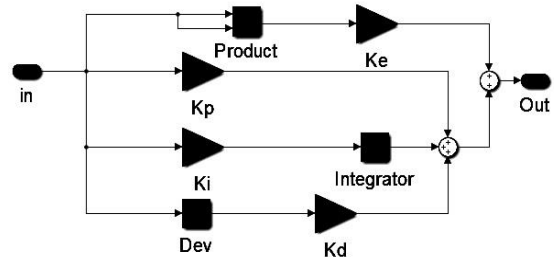 Product
Ke
in
Kp
Out
Ki
Integrator
Dev
Kd